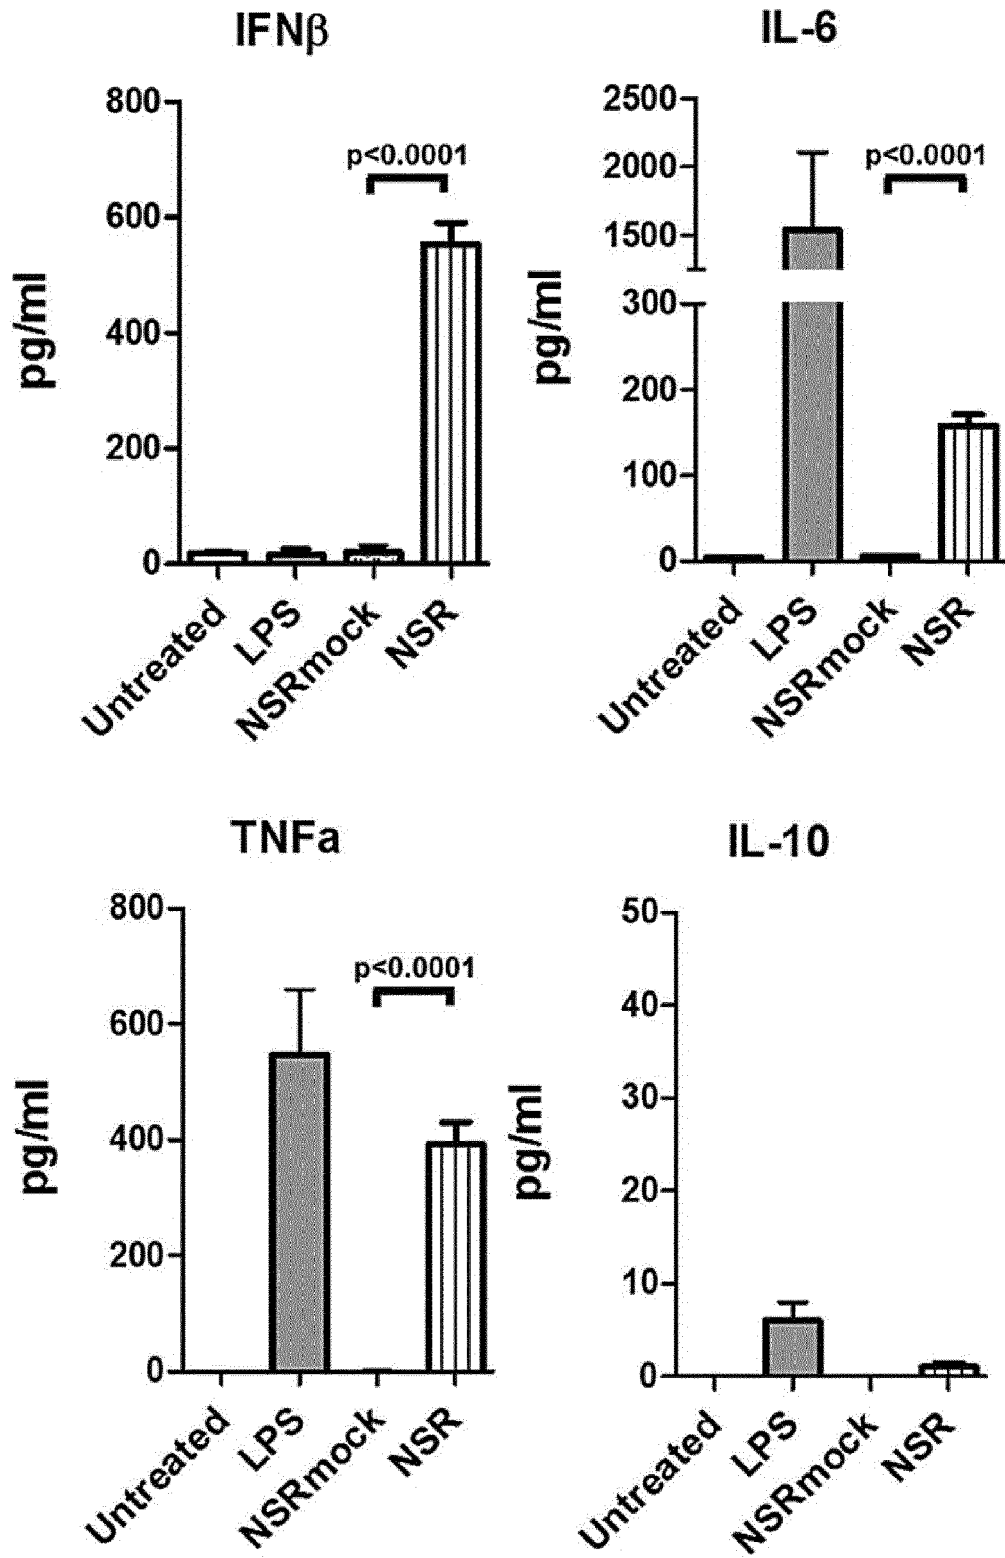 IFNβ
800
600
400
200
0
pg/ml
p<0.0001
Untreated
LPS
NSRmock
NSR
IL-6
2500
2000
1500
300
200
100
0
pg/ml
p<0.0001
Untreated
LPS
NSRmock
NSR
TNFa
800
600
400
200
0
pg/ml
p<0.0001
Untreated
LPS
NSRmock
NSR
IL-10
50
40
30
20
10
0
pg/ml
Untreated
LPS
NSRmock
NSR